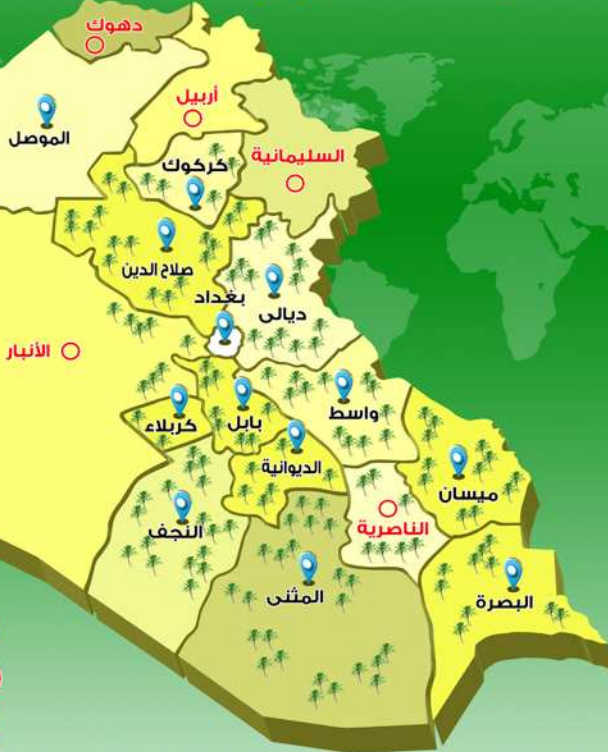 دهوك
أربيل
الموصل
كركوك
السليمانية
صلاح الدين
بغداد
ديالى
الأنبار
واسط
بابل
كربلاء
الديوانية
ميسان
النجف
الناصرية
المثنى
البصرة